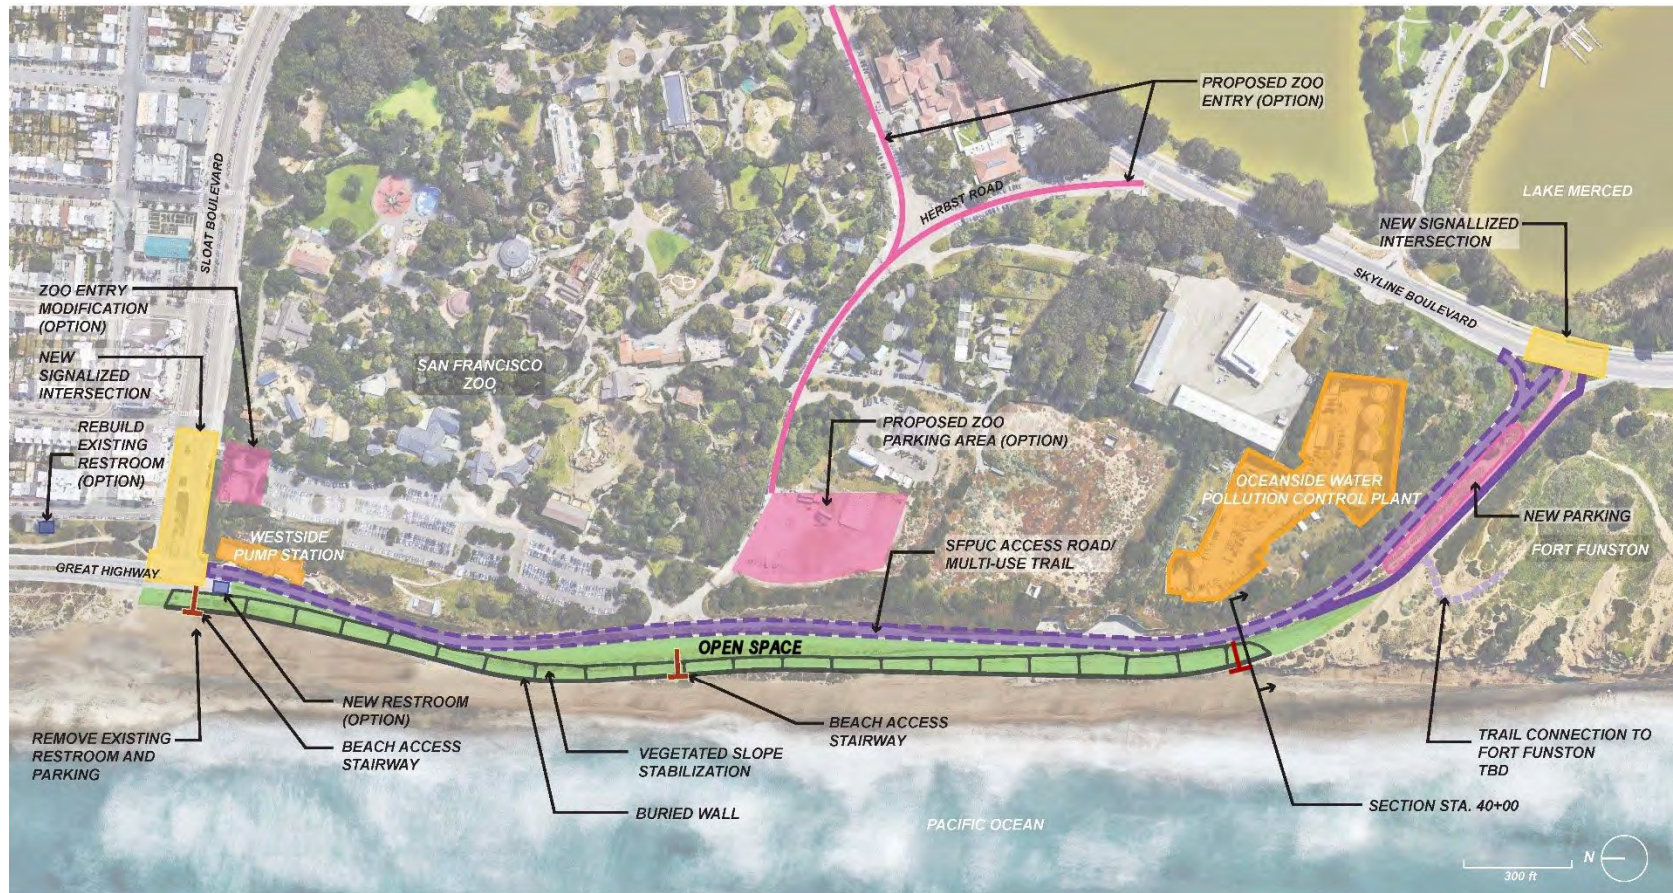 PROPOSED ZOO
ENTRY (OPTION)
LAKE MERCED
HERBST ROAD
NEW SIGNALLIZED
INTERSECTION
SLOAT BOULEVARD
SKYLINE BOULEVARD
ZOO ENTRY
MODIFICATION
(OPTION)
NEW
SIGNALIZED
INTERSECTION
SAN FRANCISCO
ZOO
REBUILD
EXISTING
RESTROOM
(OPTION)
PROPOSED ZOO
PARKING AREA (OPTION)
OCEANSIDE WATER
POLLUTION CONTROL PLANT
NEW PARKING
WESTSIDE
PUMP STATION
SFPUC ACCESS ROAD/
MULTI-USE TRAIL
FORT FUNSTON
GREAT HIGHWAY
OPEN SPACE
NEW RESTROOM
(OPTION)
BEACH ACCESS
STAIRWAY
REMOVE EXISTING
RESTROOM AND
PARKING
BEACH ACCESS
STAIRWAY
VEGETATED SLOPE
STABILIZATION
TRAIL CONNECTION TO
FORT FUNSTON
TBD
BURIED WALL
SECTION STA. 40+00
PACIFIC OCEAN
N
300 ft